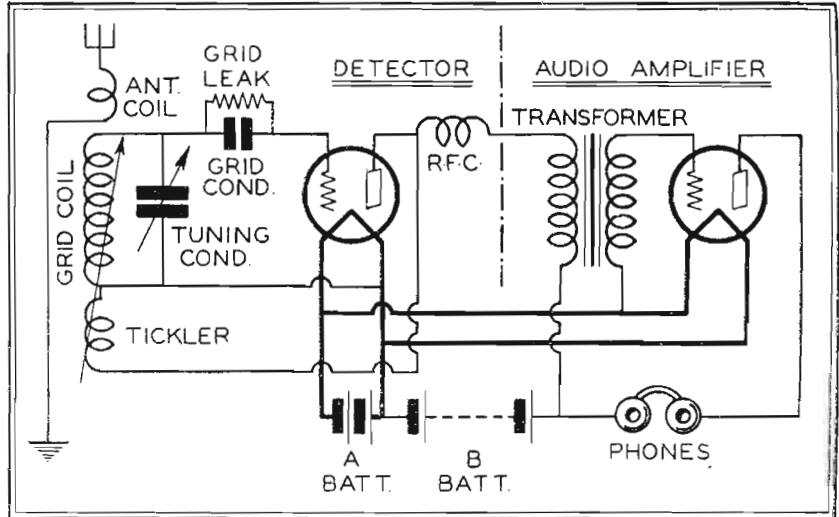 DETECTOR
AUDIO AMPLIFIER
GRID
LEAK
ANT.
COIL
TRANSFORMER
R.F.C.
GRID
COND.
GRID COIL
TUNING
COND.
TICKLER
A
BATT.
B
BATT.
PHONES